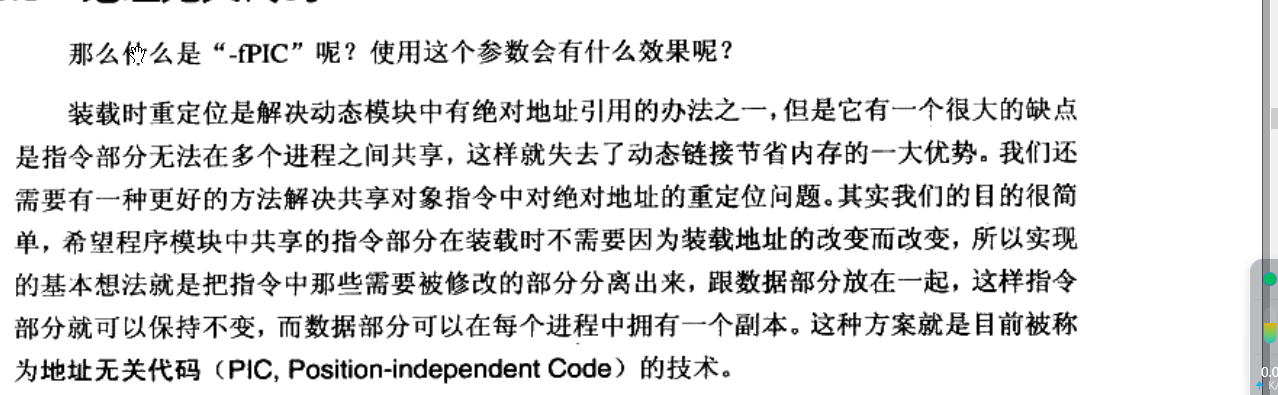 那么什么是“-fPIC”呢？使用这个参数会有什么效果呢？
装载时重定位是解决动态模块中有绝对地址引用的办法之一，但是它有一个很大的缺点
是指令部分无法在多个进程之间共享，这样就失去了动态链接节省内存的一大优势。我们还
需要有一种更好的方法解决共享对象指令中对绝对地址的重定位问题。其实我们的目的很简
单，希望程序模块中共享的指令部分在装载时不需要因为装载地址的改变而改变，所以实现
的基本想法就是把指令中那些需要被修改的部分分离出来，跟数据部分放在一起，这样指令
部分就可以保持不变，而数据部分可以在每个进程中拥有一个副本。这种方案就是目前被称
为地址无关代码（PIC, Position-independent Code）的技术。